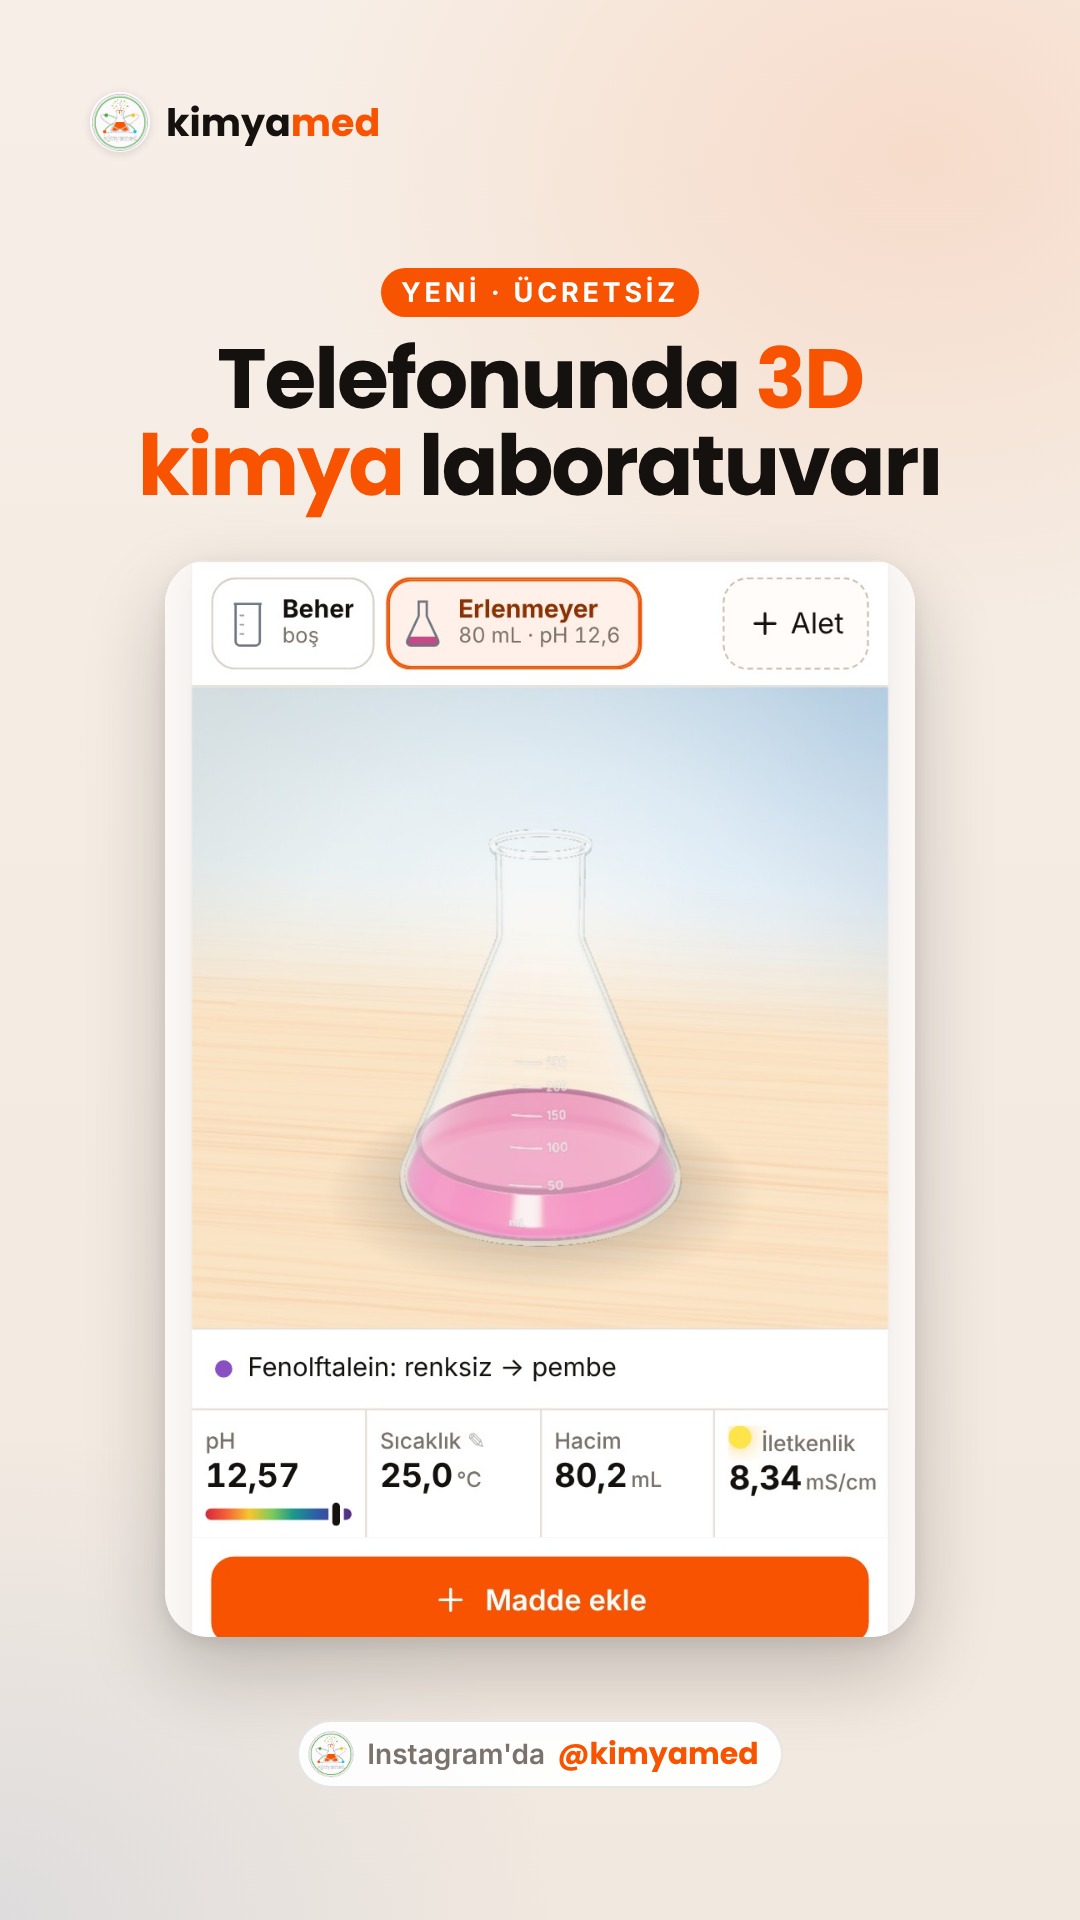 kimyamed
YENİ · ÜCRETSİZ
Telefonunda 3D
kimya laboratuvarı
Beher
boş
Erlenmeyer
80 mL · pH 12,6
+ Alet
200
150
100
50
mL
Fenolftalein: renksiz → pembe
pH
12,57
Sıcaklık ✎
25,0 °C
Hacim
80,2 mL
İletkenlik
8,34 mS/cm
+ Madde ekle
Instagram'da @kimyamed